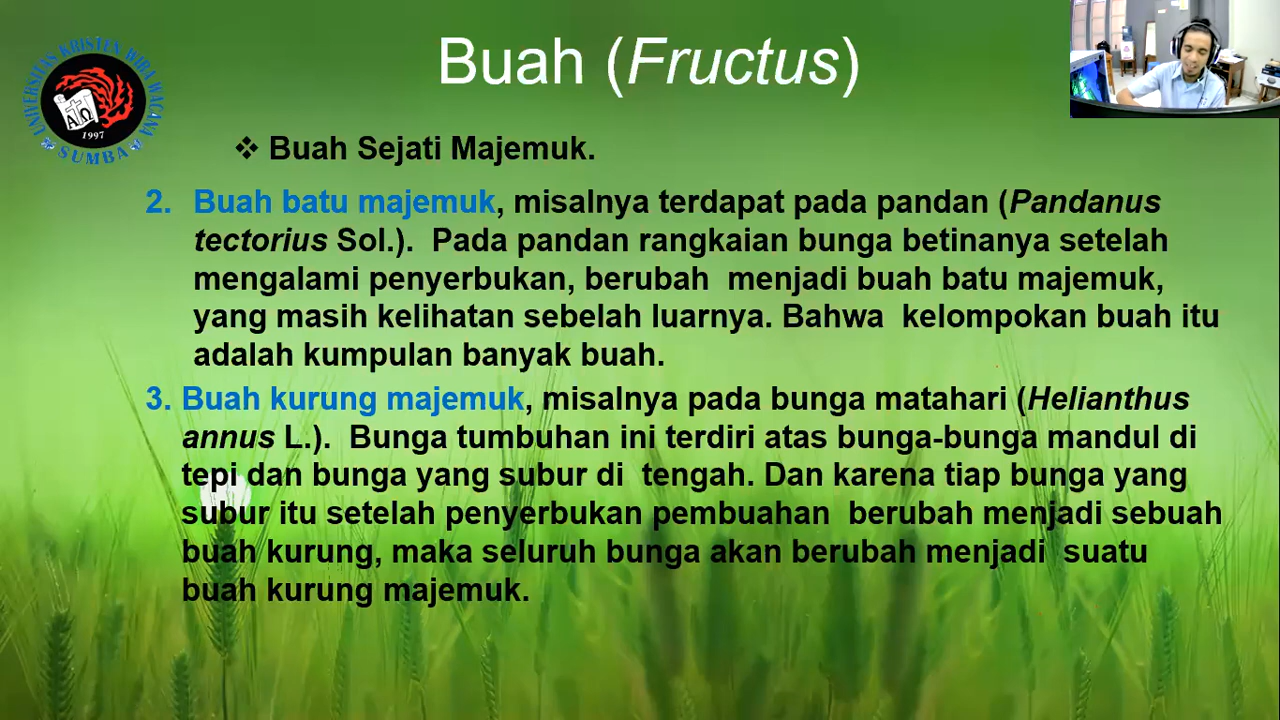 Buah (Fructus)
UNIVERSITAS KRISTEN WIRA WACANA
A Ω
1997
SUMBA
❖ Buah Sejati Majemuk.
2. Buah batu majemuk, misalnya terdapat pada pandan (Pandanus
tectorius Sol.). Pada pandan rangkaian bunga betinanya setelah
mengalami penyerbukan, berubah menjadi buah batu majemuk,
yang masih kelihatan sebelah luarnya. Bahwa kelompokan buah itu
adalah kumpulan banyak buah.
3. Buah kurung majemuk, misalnya pada bunga matahari (Helianthus
annus L.). Bunga tumbuhan ini terdiri atas bunga-bunga mandul di
tepi dan bunga yang subur di tengah. Dan karena tiap bunga yang
subur itu setelah penyerbukan pembuahan berubah menjadi sebuah
buah kurung, maka seluruh bunga akan berubah menjadi suatu
buah kurung majemuk.